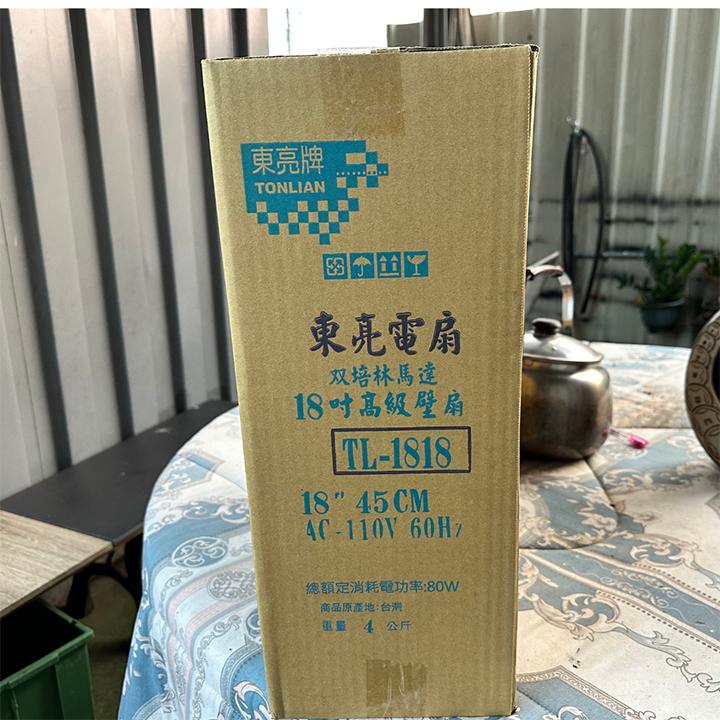 東亮牌
TONLIAN
東亮電扇
双培林馬達
18吋高級壁扇
TL-1818
18" 45CM
AC-110V 60Hz
總額定消耗電功率:80W
商品原產地:台灣
重量 4 公斤